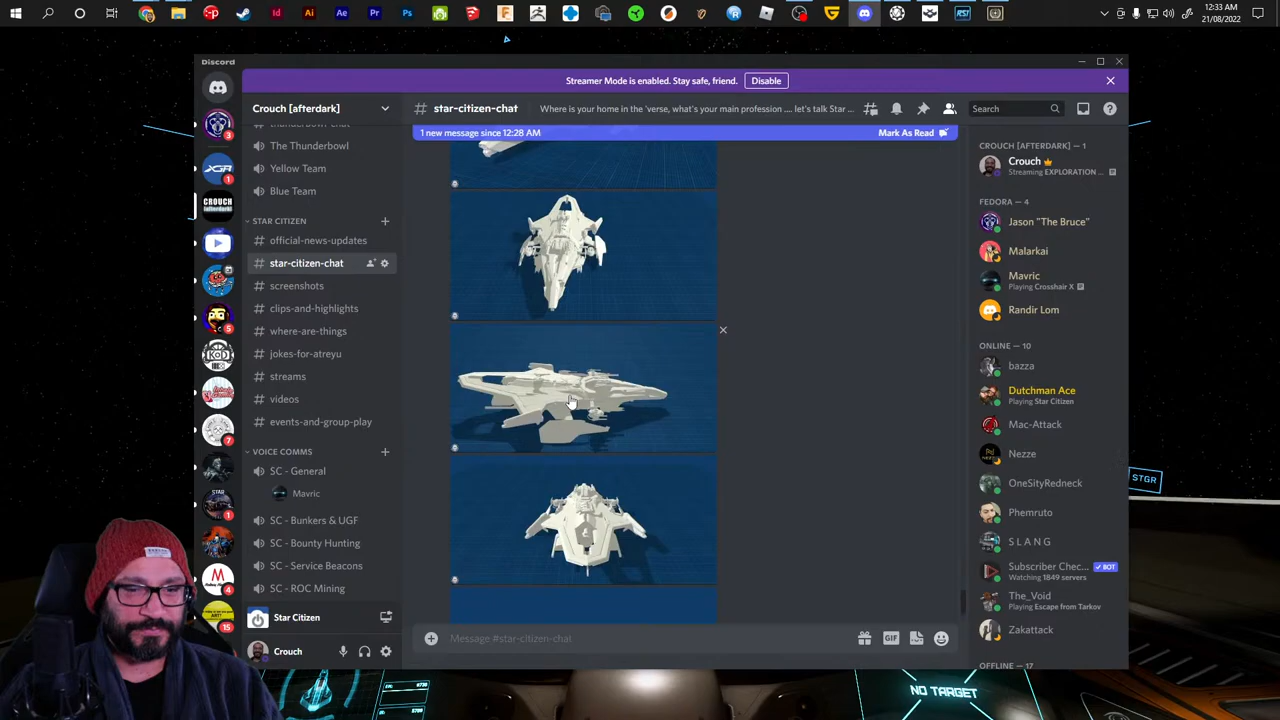 12:33 AM
21/08/2022
Discord
Streamer Mode is enabled. Stay safe, friend.
Disable
Crouch [afterdark]
# star-citizen-chat
Where is your home in the 'verse, what's your main profession .... let's talk Star ...
Search
1 new message since 12:28 AM
Mark As Read
The Thunderbowl
Yellow Team
Blue Team
STAR CITIZEN
# official-news-updates
# star-citizen-chat
# screenshots
# clips-and-highlights
# where-are-things
# jokes-for-atreyu
# streams
# videos
# events-and-group-play
VOICE COMMS
SC - General
Mavric
SC - Bunkers & UGF
SC - Bounty Hunting
SC - Service Beacons
SC - ROC Mining
Star Citizen
Crouch
Message #star-citizen-chat
GIF
CROUCH [AFTERDARK] — 1
Crouch
Streaming EXPLORATION ...
FEDORA — 4
Jason "The Bruce"
Malarkai
Mavric
Playing Crosshair X
Randir Lom
ONLINE — 10
bazza
Dutchman Ace
Playing Star Citizen
Mac-Attack
Nezze
OneSityRedneck
Phemruto
S L A N G
Subscriber Chec...
BOT
Watching 1849 servers
The_Void
Playing Escape from Tarkov
Zakattack
OFFLINE — 17
STGR
NO TARGET